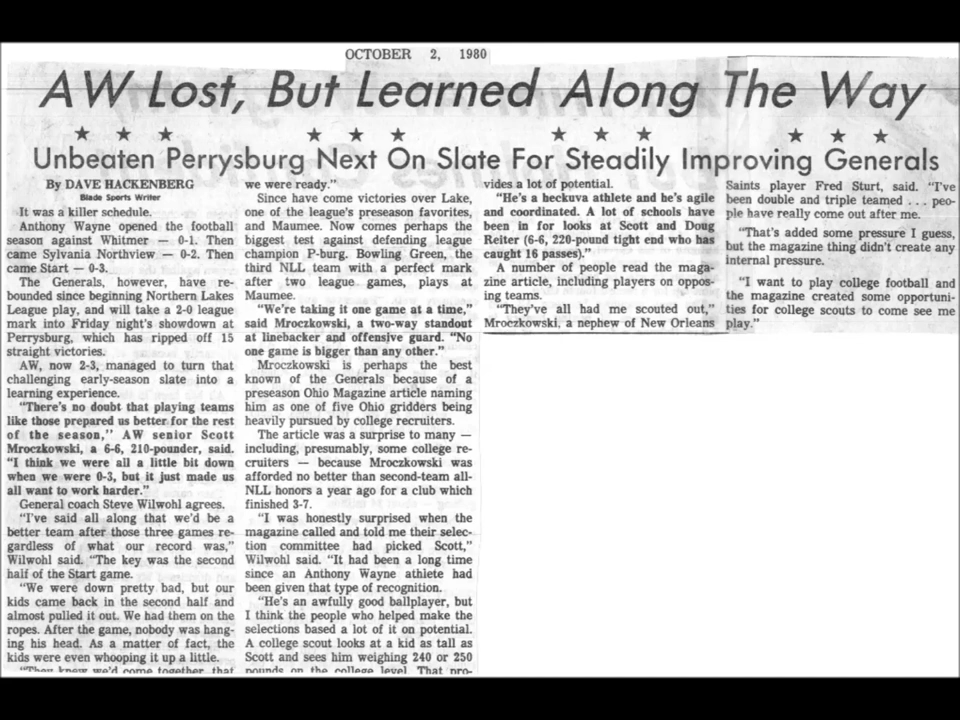 OCTOBER 2, 1980
AW Lost, But Learned Along The Way
★ ★ ★ ★ ★ ★ ★ ★ ★ ★ ★ ★
Unbeaten Perrysburg Next On Slate For Steadily Improving Generals
By DAVE HACKENBERG
Blade Sports Writer
It was a killer schedule.
Anthony Wayne opened the football
season against Whitmer — 0-1. Then
came Sylvania Northview — 0-2. Then
came Start — 0-3.
The Generals, however, have re-
bounded since beginning Northern Lakes
League play, and will take a 2-0 league
mark into Friday night's showdown at
Perrysburg, which has ripped off 15
straight victories.
AW, now 2-3, managed to turn that
challenging early-season slate into a
learning experience.
"There's no doubt that playing teams
like those prepared us better for the rest
of the season," AW senior Scott
Mroczkowski, a 6-6, 210-pounder, said.
"I think we were all a little bit down
when we were 0-3, but it just made us
all want to work harder."
General coach Steve Wilwohl agrees.
"I've said all along that we'd be a
better team after those three games re-
gardless of what our record was,"
Wilwohl said. "The key was the second
half of the Start game.
"We were down pretty bad, but our
kids came back in the second half and
almost pulled it out. We had them on the
ropes. After the game, nobody was hang-
ing his head. As a matter of fact, the
kids were even whooping it up a little.
"They knew we'd come together, that
we were ready."
Since have come victories over Lake,
one of the league's preseason favorites,
and Maumee. Now comes perhaps the
biggest test against defending league
champion P-burg. Bowling Green, the
third NLL team with a perfect mark
after two league games, plays at
Maumee.
"We're taking it one game at a time,"
said Mroczkowski, a two-way standout
at linebacker and offensive guard. "No
one game is bigger than any other."
Mroczkowski is perhaps the best
known of the Generals because of a
preseason Ohio Magazine article naming
him as one of five Ohio gridders being
heavily pursued by college recruiters.
The article was a surprise to many —
including, presumably, some college re-
cruiters — because Mroczkowski was
afforded no better than second-team all-
NLL honors a year ago for a club which
finished 3-7.
"I was honestly surprised when the
magazine called and told me their selec-
tion committee had picked Scott,"
Wilwohl said. "It had been a long time
since an Anthony Wayne athlete had
been given that type of recognition.
"He's an awfully good ballplayer, but
I think the people who helped make the
selections based a lot of it on potential.
A college scout looks at a kid as tall as
Scott and sees him weighing 240 or 250
pounds on the college level. That pro-
vides a lot of potential.
"He's a heckuva athlete and he's agile
and coordinated. A lot of schools have
been in for looks at Scott and Doug
Reiter (6-6, 220-pound tight end who has
caught 16 passes)."
A number of people read the maga-
zine article, including players on oppos-
ing teams.
"They've all had me scouted out,"
Mroczkowski, a nephew of New Orleans
Saints player Fred Sturt, said. "I've
been double and triple teamed . . . peo-
ple have really come out after me.
"That's added some pressure I guess,
but the magazine thing didn't create any
internal pressure.
"I want to play college football and
the magazine created some opportuni-
ties for college scouts to come see me
play."